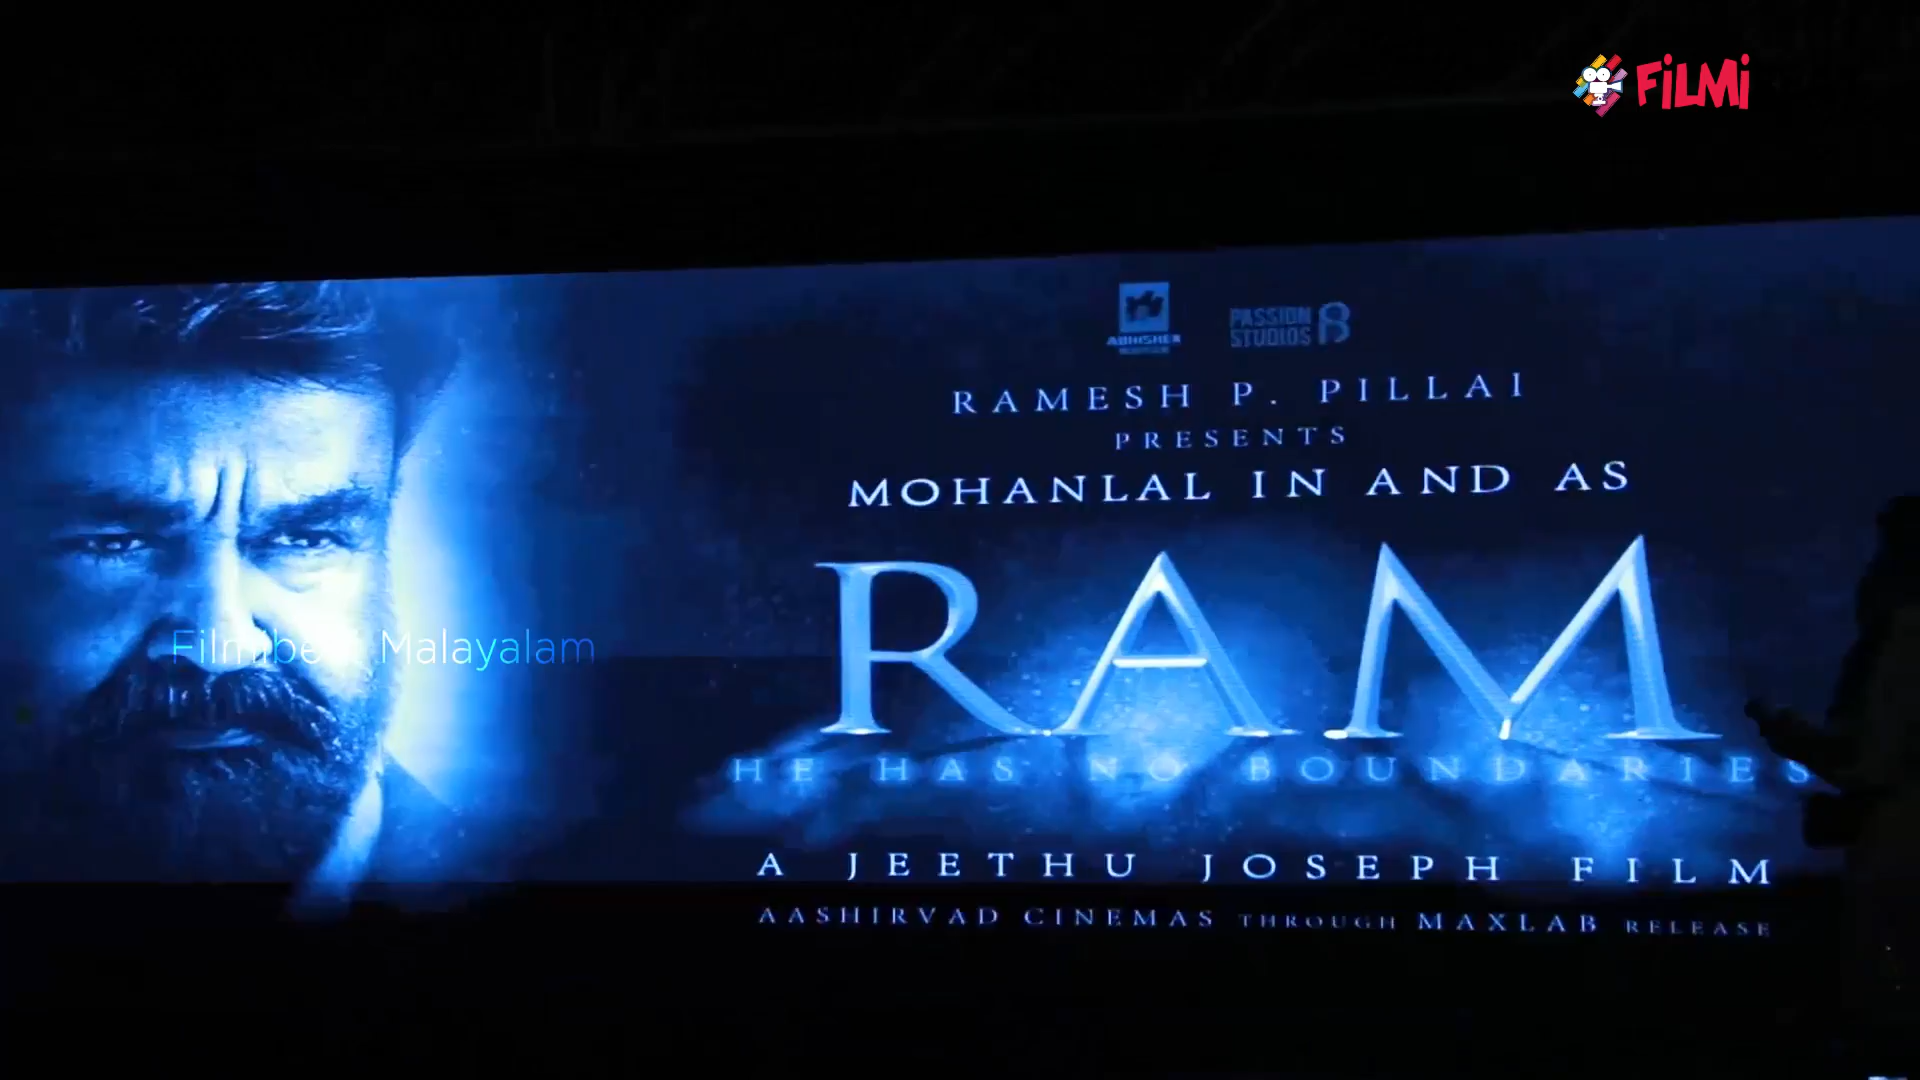 FiLMi
ABHISHEK
PASSION
STUDIOS
RAMESH P. PILLAI
PRESENTS
MOHANLAL IN AND AS
RAM
Filmibeat Malayalam
HE HAS NO BOUNDARIES
A JEETHU JOSEPH FILM
AASHIRVAD CINEMAS THROUGH MAXLAB RELEASE